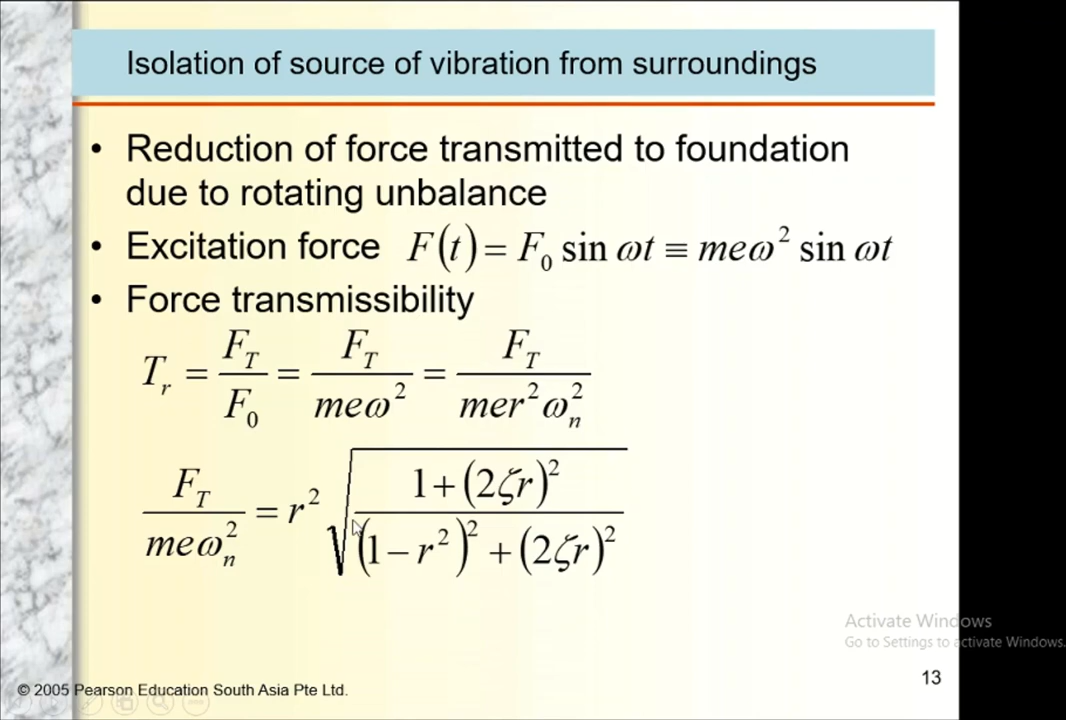 Isolation of source of vibration from surroundings
• Reduction of force transmitted to foundation
due to rotating unbalance
• Excitation force F(t) = F₀ sin ωt ≡ meω² sin ωt
• Force transmissibility
Tᵣ = F_T / F₀ = F_T / meω² = F_T / mer²ωₙ²
F_T / meωₙ² = r² √((1 + (2ζr)²) / ((1 − r²)² + (2ζr)²))
Activate Windows
Go to Settings to activate Windows.
13
© 2005 Pearson Education South Asia Pte Ltd.